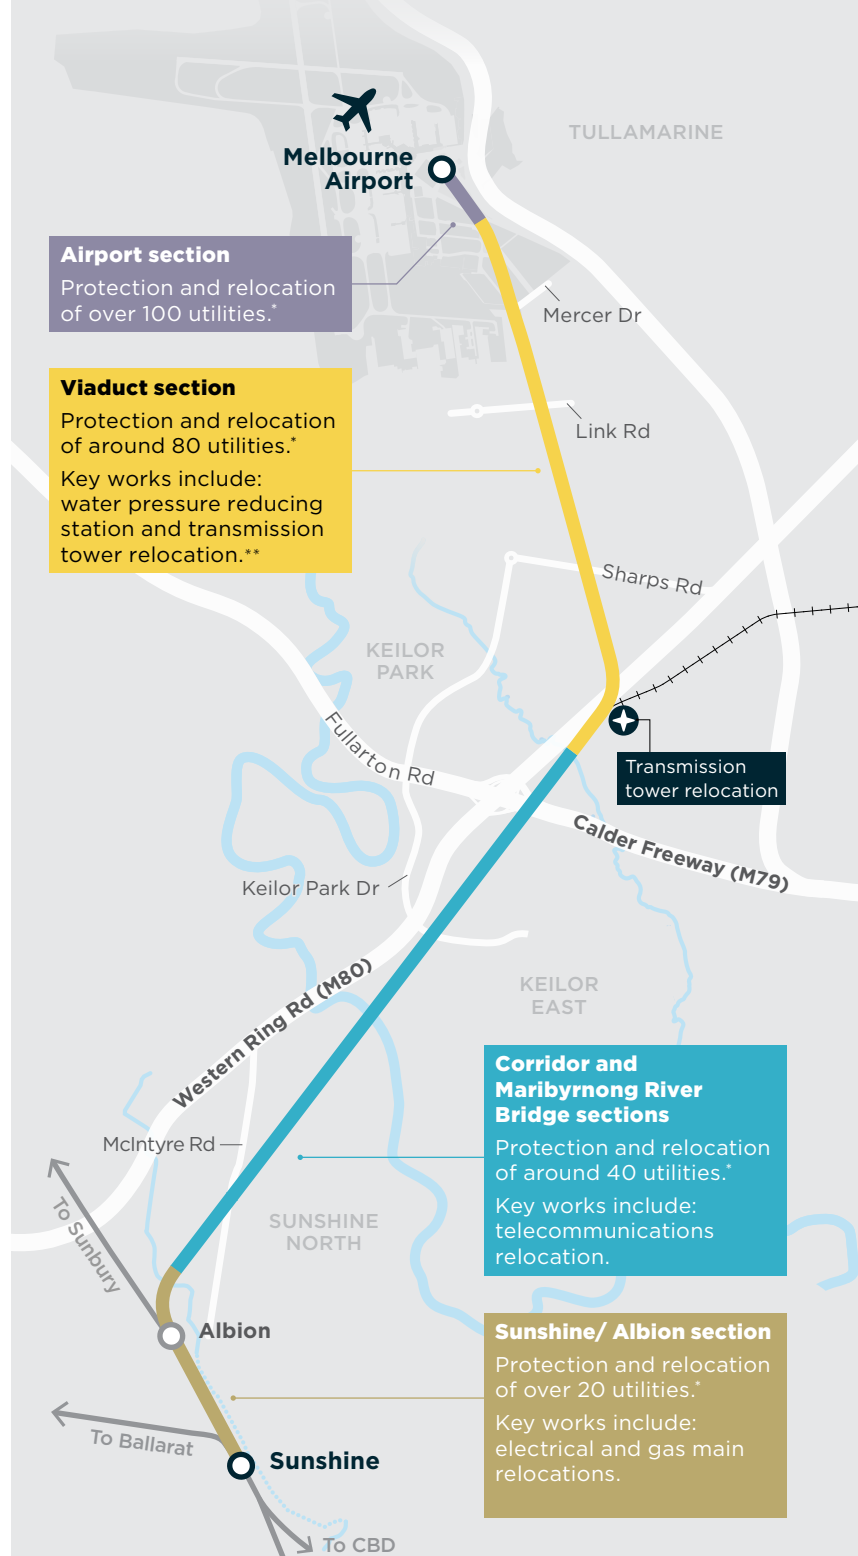 TULLAMARINE
Melbourne
Airport
Airport section
Protection and relocation
of over 100 utilities.*
Mercer Dr
Viaduct section
Protection and relocation
of around 80 utilities.*
Key works include:
water pressure reducing
station and transmission
tower relocation.**
Link Rd
Sharps Rd
KEILOR
PARK
Fullarton Rd
Transmission
tower relocation
Calder Freeway (M79)
Keilor Park Dr
KEILOR
EAST
Western Ring Rd (M80)
Corridor and
Maribyrnong River
Bridge sections
Protection and relocation
of around 40 utilities.*
Key works include:
telecommunications
relocation.
McIntyre Rd
To Sunbury
SUNSHINE
NORTH
Albion
Sunshine/ Albion section
Protection and relocation
of over 20 utilities.*
Key works include:
electrical and gas main
relocations.
To Ballarat
Sunshine
To CBD